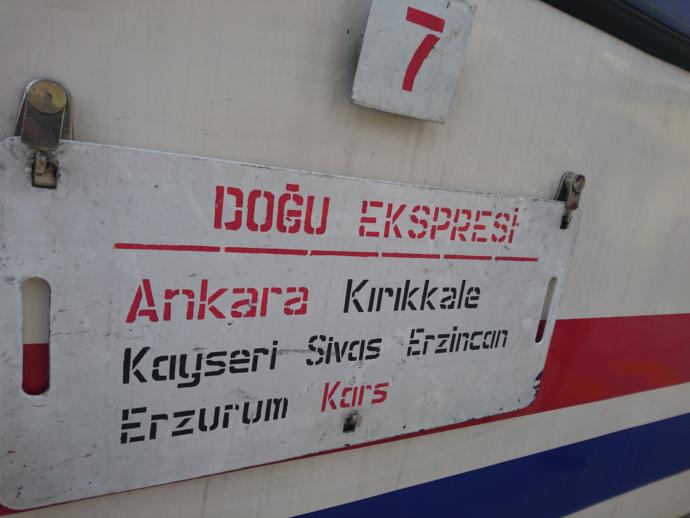 7
DOĞU EKSPRESİ
Ankara Kırıkkale
Kayseri Sivas Erzincan
Erzurum Kars